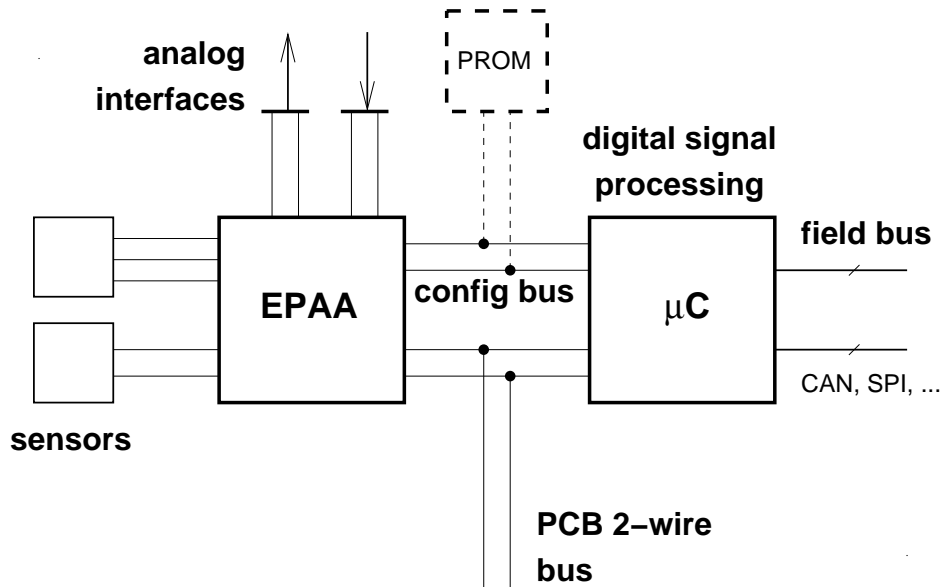 analog
interfaces
PROM
digital signal
processing
field bus
EPAA
config bus
μC
CAN, SPI, ...
sensors
PCB 2–wire
bus